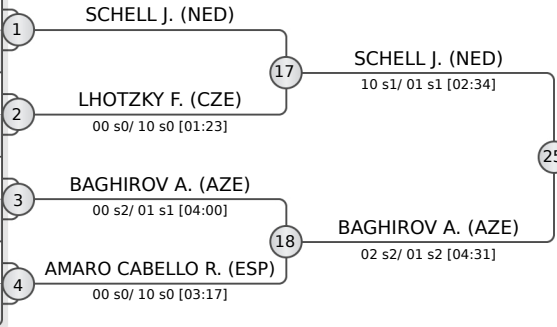 SCHELL J. (NED)
1
17
SCHELL J. (NED)
10 s1/ 01 s1 [02:34]
LHOTZKY F. (CZE)
2
00 s0/ 10 s0 [01:23]
25
BAGHIROV A. (AZE)
3
00 s2/ 01 s1 [04:00]
18
BAGHIROV A. (AZE)
02 s2/ 01 s2 [04:31]
AMARO CABELLO R. (ESP)
4
00 s0/ 10 s0 [03:17]